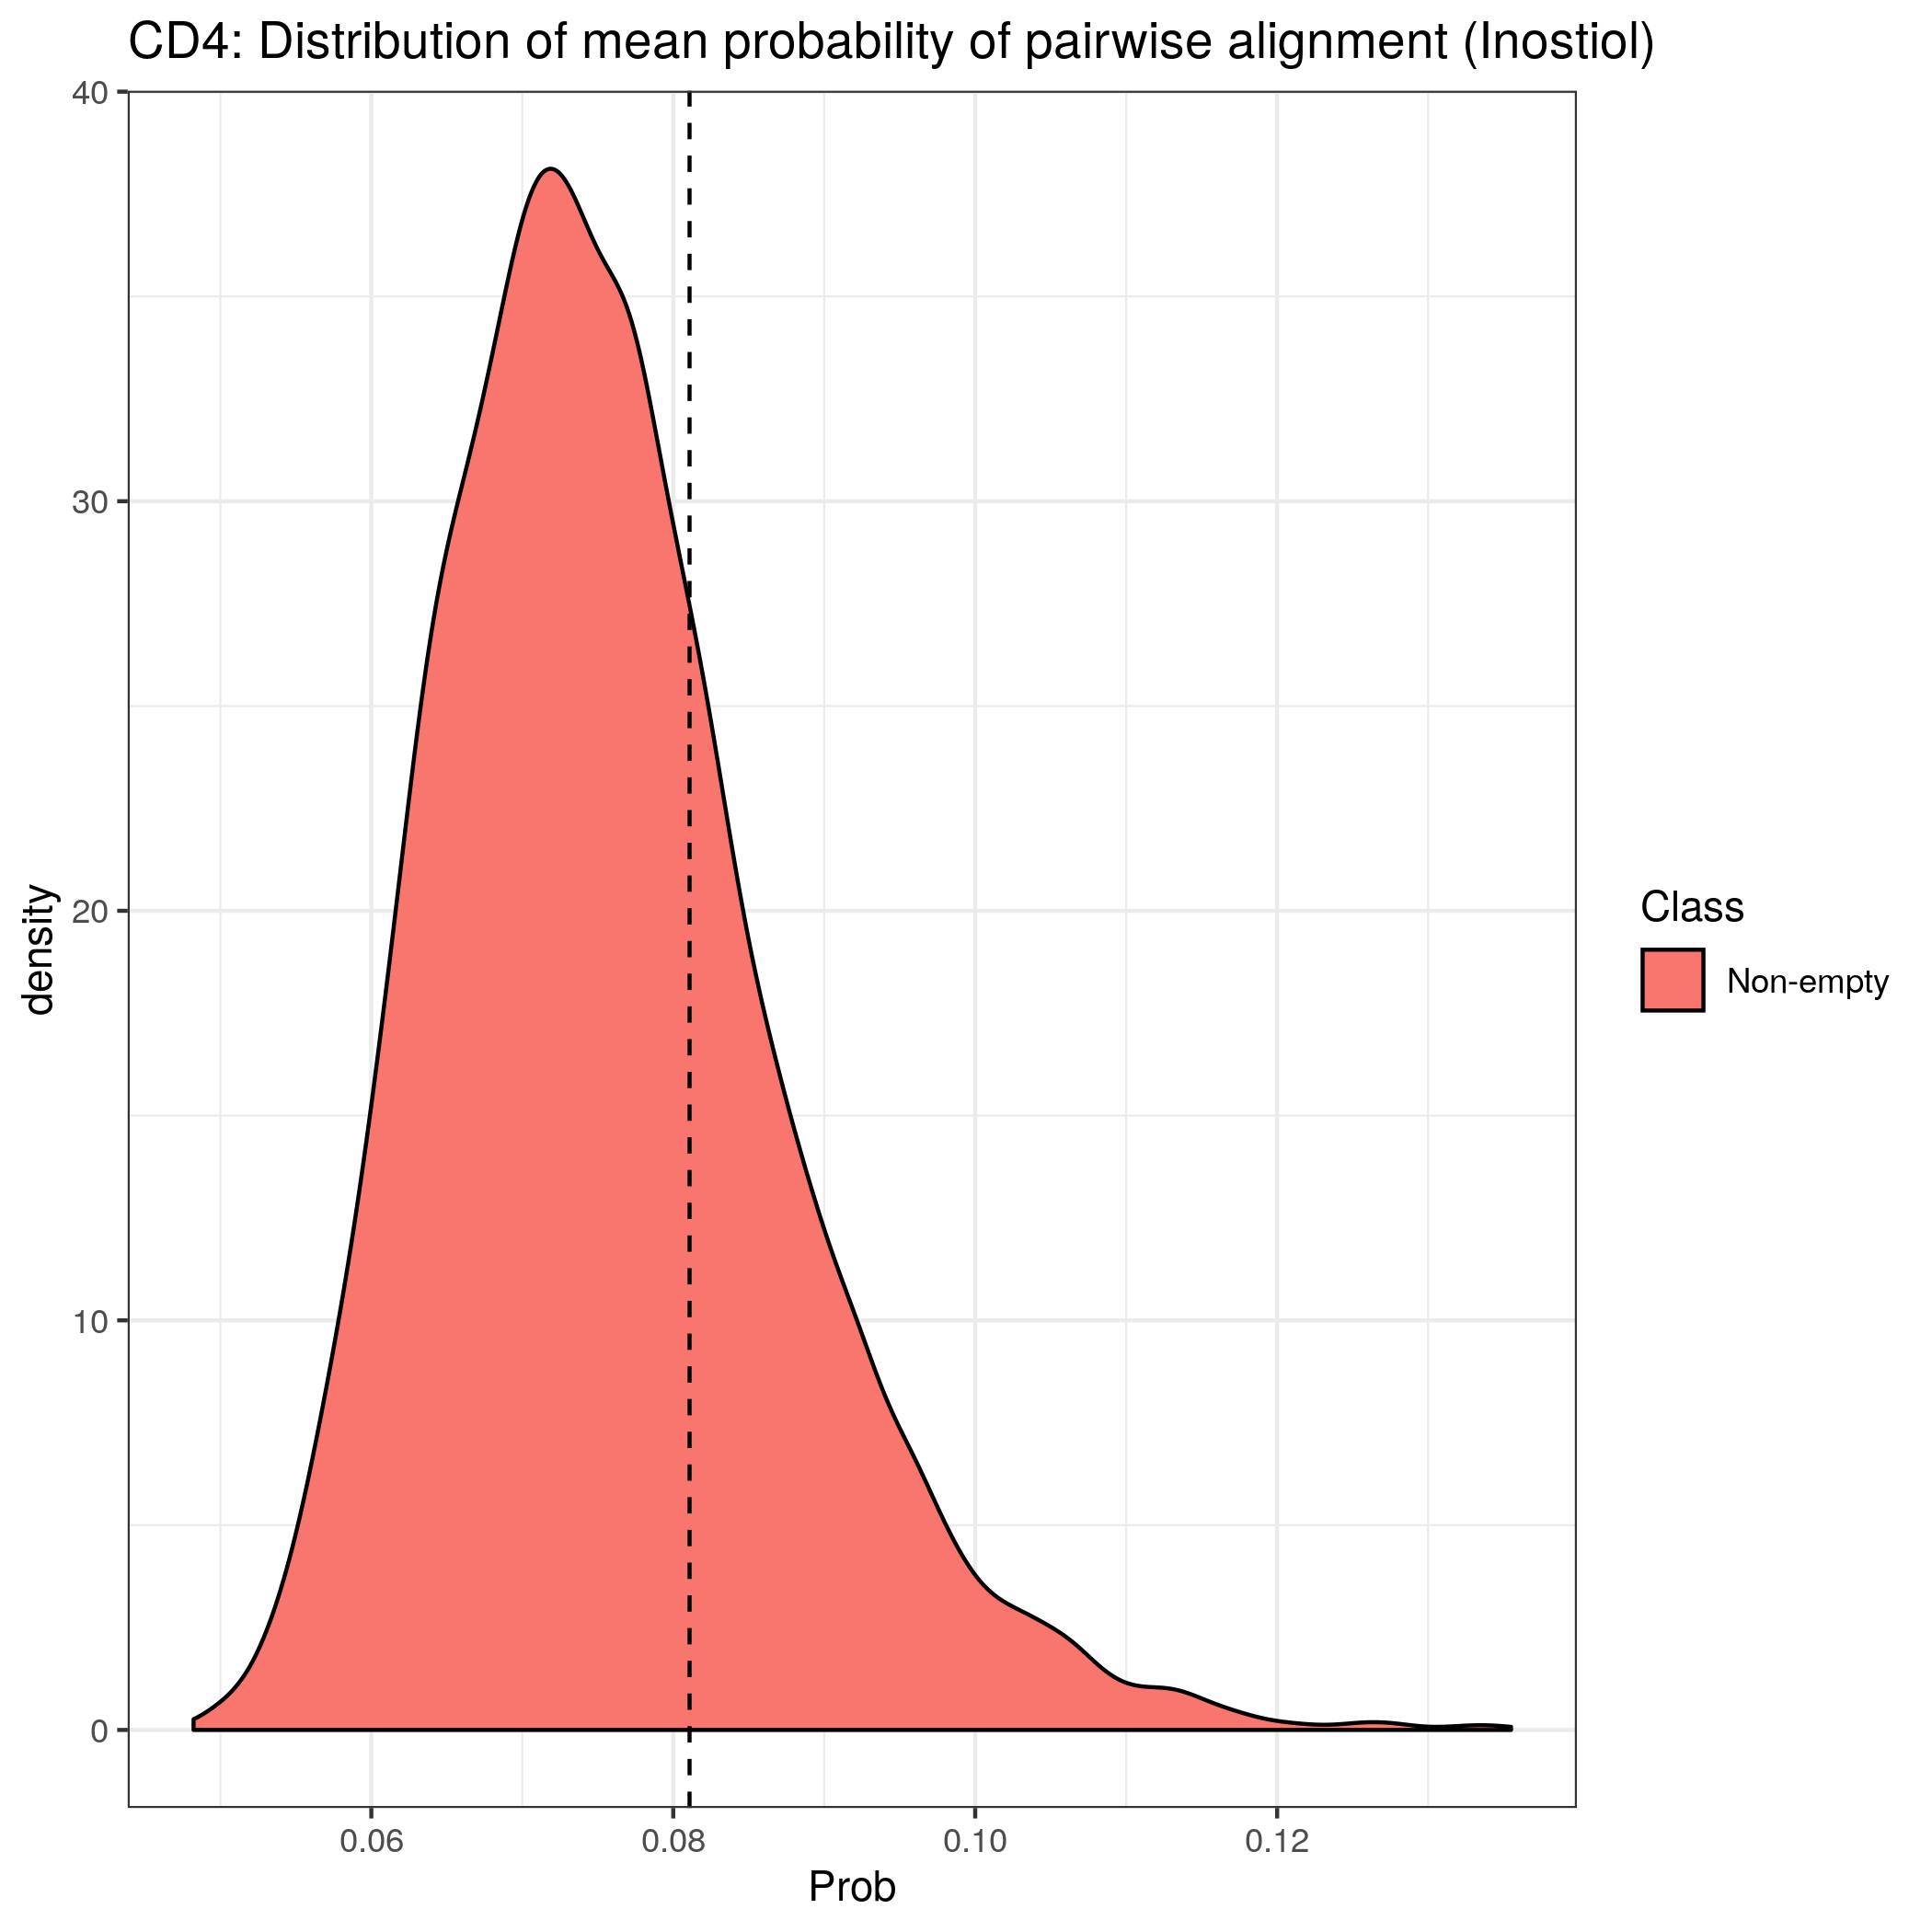 CD4: Distribution of mean probability of pairwise alignment (Inostiol)
40
30
20
10
0
density
0.06 0.08 0.10 0.12
Prob
Class
Non-empty